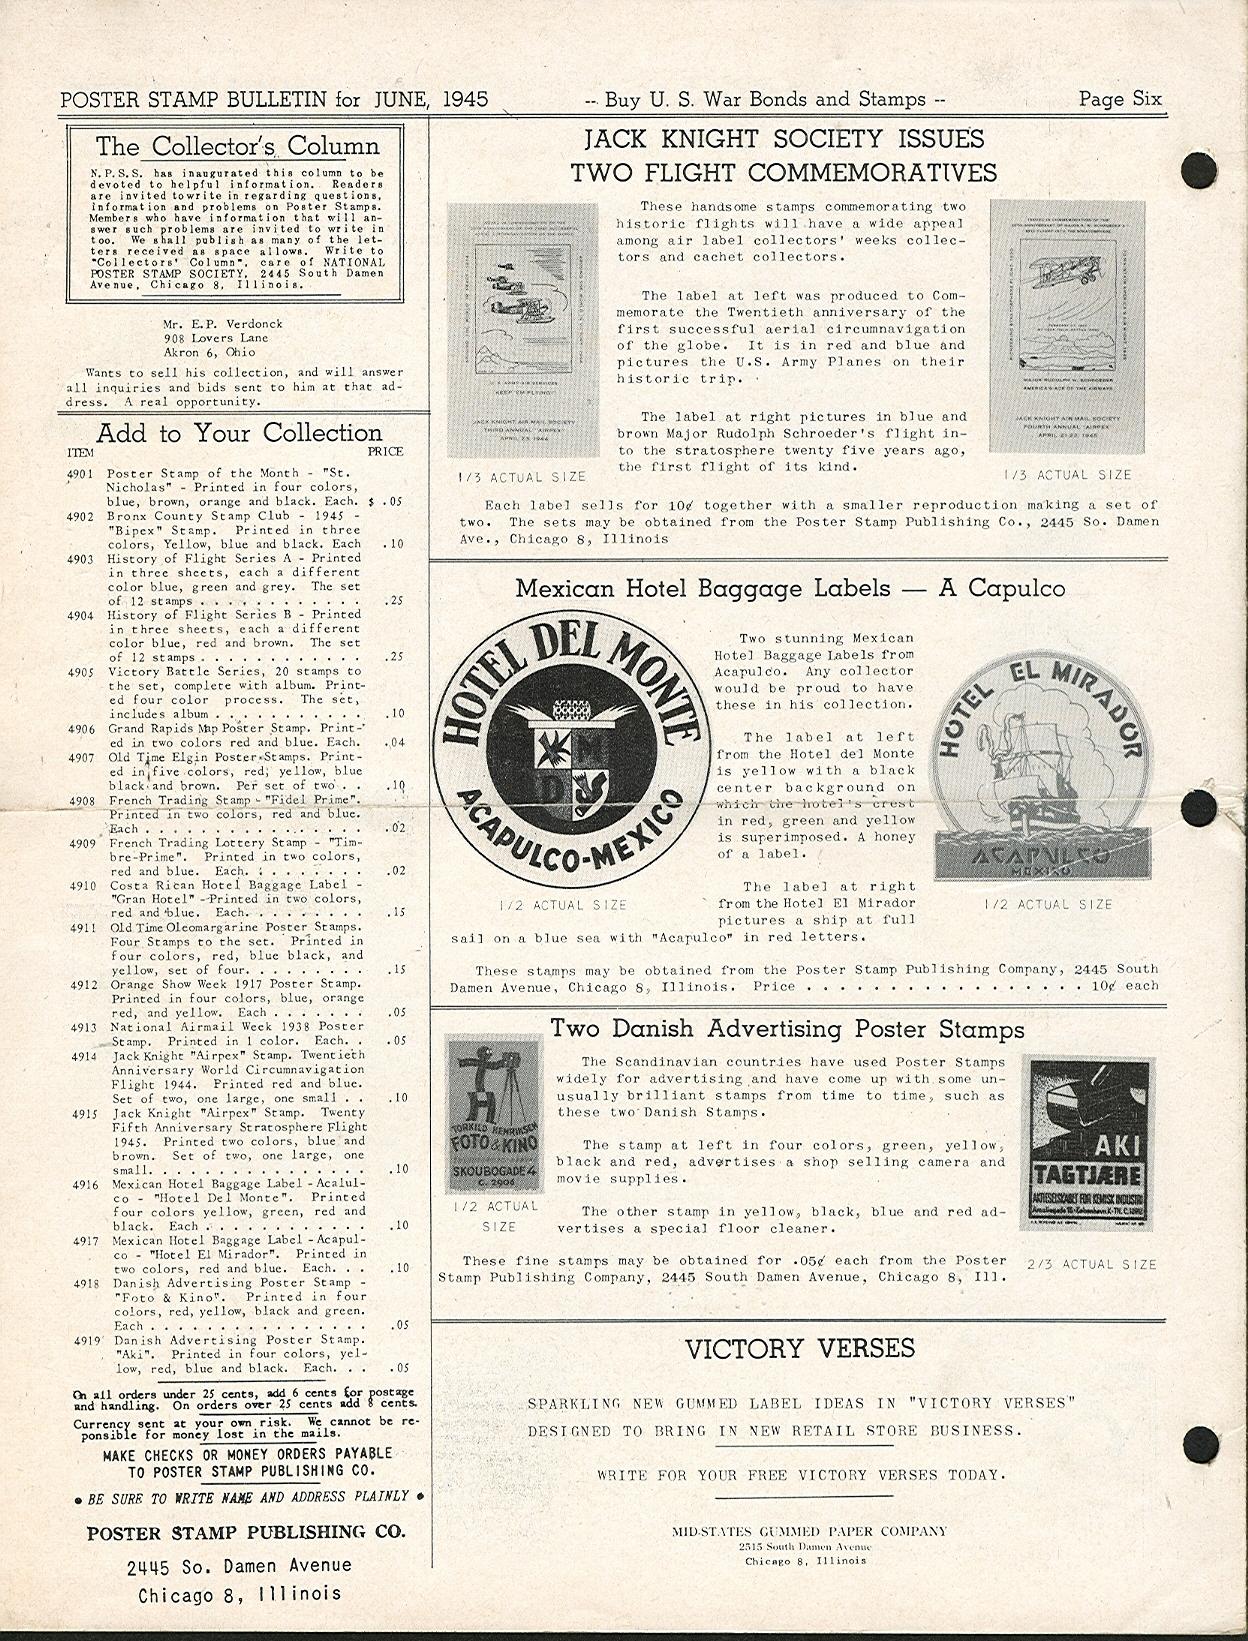 POSTER STAMP BULLETIN for JUNE, 1945
-- Buy U. S. War Bonds and Stamps --
Page Six
The Collector's Column
N.P.S.S. has inaugurated this column to be
devoted to helpful information. Readers
are invited towrite in regarding questions,
information and problems on Poster Stamps.
Members who have information that will an-
swer such problems are invited to write in
too. We shall publish as many of the let-
ters received as space allows. Write to
"Collectors' Column", care of NATIONAL
POSTER STAMP SOCIETY, 2445 South Damen
Avenue, Chicago 8, Illinois.
Mr. E.P. Verdonck
908 Lovers Lane
Akron 6, Ohio
Wants to sell his collection, and will answer
all inquiries and bids sent to him at that ad-
dress. A real opportunity.
Add to Your Collection
ITEM PRICE
4901 Poster Stamp of the Month - "St.
Nicholas" - Printed in four colors,
blue, brown, orange and black. Each. $ .05
4902 Bronx County Stamp Club - 1945 -
"Bipex" Stamp. Printed in three
colors, Yellow, blue and black. Each .10
4903 History of Flight Series A - Printed
in three sheets, each a different
color blue, green and grey. The set
of 12 stamps . . . . . . . . . . . . .25
4904 History of Flight Series B - Printed
in three sheets, each a different
color blue, red and brown. The set
of 12 stamps . . . . . . . . . . . . .25
4905 Victory Battle Series, 20 stamps to
the set, complete with album. Print-
ed four color process. The set,
includes album . . . . . . . . . . . .10
4906 Grand Rapids Map Poster Stamp. Print-
ed in two colors red and blue. Each. .04
4907 Old Time Elgin Poster Stamps. Print-
ed in five colors, red, yellow, blue
black and brown. Per set of two . . .10
4908 French Trading Stamp - "Fidel Prime".
Printed in two colors, red and blue.
Each . . . . . . . . . . . . . . . . .02
4909 French Trading Lottery Stamp - "Tim-
bre-Prime". Printed in two colors,
red and blue. Each. . . . . . . . . .02
4910 Costa Rican Hotel Baggage Label -
"Gran Hotel" - Printed in two colors,
red and blue. Each. . . . . . . . . .15
4911 Old Time Oleomargarine Poster Stamps.
Four Stamps to the set. Printed in
four colors, red, blue black, and
yellow, set of four. . . . . . . . . .15
4912 Orange Show Week 1917 Poster Stamp.
Printed in four colors, blue, orange
red, and yellow. Each . . . . . . . .05
4913 National Airmail Week 1938 Poster
Stamp. Printed in 1 color. Each. . .05
4914 Jack Knight "Airpex" Stamp. Twentieth
Anniversary World Circumnavigation
Flight 1944. Printed red and blue.
Set of two, one large, one small . . .10
4915 Jack Knight "Airpex" Stamp. Twenty
Fifth Anniversary Stratosphere Flight
1945. Printed two colors, blue and
brown. Set of two, one large, one
small. . . . . . . . . . . . . . . . .10
4916 Mexican Hotel Baggage Label - Acalul-
co - "Hotel Del Monte". Printed
four colors yellow, green, red and
black. Each . . . . . . . . . . . . .10
4917 Mexican Hotel Baggage Label - Acapul-
co - "Hotel El Mirador". Printed in
two colors, red and blue. Each. . . .10
4918 Danish Advertising Poster Stamp -
"Foto & Kino". Printed in four
colors, red, yellow, black and green.
Each . . . . . . . . . . . . . . . . .05
4919 Danish Advertising Poster Stamp.
"Aki". Printed in four colors, yel-
low, red, blue and black. Each. . . .05
On all orders under 25 cents, add 6 cents for postage
and handling. On orders over 25 cents add 8 cents.
Currency sent at your own risk. We cannot be re-
ponsible for money lost in the mails.
MAKE CHECKS OR MONEY ORDERS PAYABLE
TO POSTER STAMP PUBLISHING CO.
• BE SURE TO WRITE NAME AND ADDRESS PLAINLY •
POSTER STAMP PUBLISHING CO.
2445 So. Damen Avenue
Chicago 8, Illinois
JACK KNIGHT SOCIETY ISSUES
TWO FLIGHT COMMEMORATIVES
U. S. ARMY AIR SERVICES
KEEP 'EM FLYING!
JACK KNIGHT AIR MAIL SOCIETY
THIRD ANNUAL "AIRPEX"
APRIL 23, 1944
1/3 ACTUAL SIZE
These handsome stamps commemorating two
historic flights will have a wide appeal
among air label collectors' weeks collec-
tors and cachet collectors.
The label at left was produced to Com-
memorate the Twentieth anniversary of the
first successful aerial circumnavigation
of the globe. It is in red and blue and
pictures the U.S. Army Planes on their
historic trip.
The label at right pictures in blue and
brown Major Rudolph Schroeder's flight in-
to the stratosphere twenty five years ago,
the first flight of its kind.
MAJOR RUDOLPH W. SCHROEDER
AMERICA'S ACE OF THE AIRWAYS
JACK KNIGHT AIR MAIL SOCIETY
FOURTH ANNUAL "AIRPEX"
APRIL 21-22, 1945
1/3 ACTUAL SIZE
Each label sells for 10¢ together with a smaller reproduction making a set of
two. The sets may be obtained from the Poster Stamp Publishing Co., 2445 So. Damen
Ave., Chicago 8, Illinois
Mexican Hotel Baggage Labels — A Capulco
HOTEL DEL MONTE
M
D
ACAPULCO-MEXICO
1/2 ACTUAL SIZE
Two stunning Mexican
Hotel Baggage Labels from
Acapulco. Any collector
would be proud to have
these in his collection.
The label at left
from the Hotel del Monte
is yellow with a black
center background on
which the hotel's crest
in red, green and yellow
is superimposed. A honey
of a label.
The label at right
from the Hotel El Mirador
pictures a ship at full
sail on a blue sea with "Acapulco" in red letters.
HOTEL EL MIRADOR
ACAPULCO
MEXICO
1/2 ACTUAL SIZE
These stamps may be obtained from the Poster Stamp Publishing Company, 2445 South
Damen Avenue, Chicago 8, Illinois. Price . . . . . . . . . . . . . . . . . 10¢ each
Two Danish Advertising Poster Stamps
H
TORKILD HENRIKSEN
FOTO & KINO
SKOUBOGADE 4
C. 2906
1/2 ACTUAL
SIZE
The Scandinavian countries have used Poster Stamps
widely for advertising and have come up with some un-
usually brilliant stamps from time to time, such as
these two Danish Stamps.
The stamp at left in four colors, green, yellow,
black and red, advertises a shop selling camera and
movie supplies.
The other stamp in yellow, black, blue and red ad-
vertises a special floor cleaner.
AKI
TAGTJÆRE
AKTIESELSKABET FOR KEMISK INDUSTRI
2/3 ACTUAL SIZE
These fine stamps may be obtained for .05¢ each from the Poster
Stamp Publishing Company, 2445 South Damen Avenue, Chicago 8, Ill.
VICTORY VERSES
SPARKLING NEW GUMMED LABEL IDEAS IN "VICTORY VERSES"
DESIGNED TO BRING IN NEW RETAIL STORE BUSINESS.
WRITE FOR YOUR FREE VICTORY VERSES TODAY.
MID-STATES GUMMED PAPER COMPANY
2515 South Damen Avenue
Chicago 8, Illinois